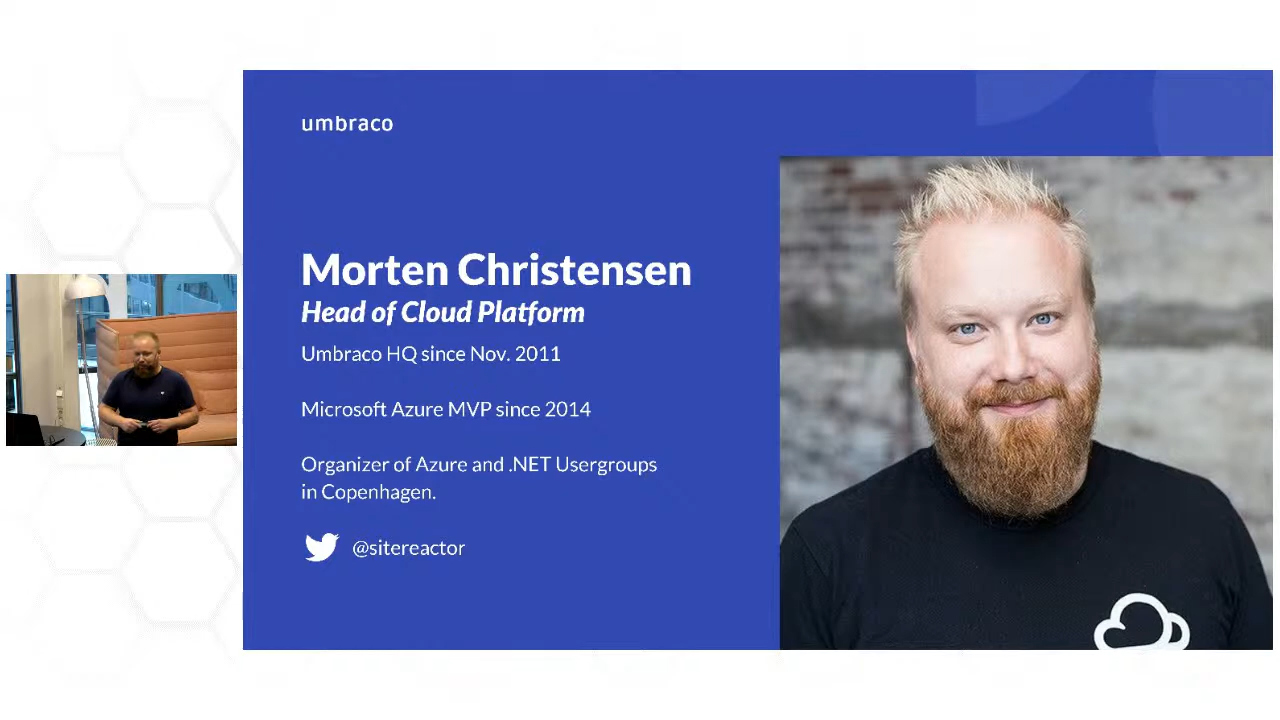 umbraco
Morten Christensen
Head of Cloud Platform
Umbraco HQ since Nov. 2011
Microsoft Azure MVP since 2014
Organizer of Azure and .NET Usergroups
in Copenhagen.
@sitereactor